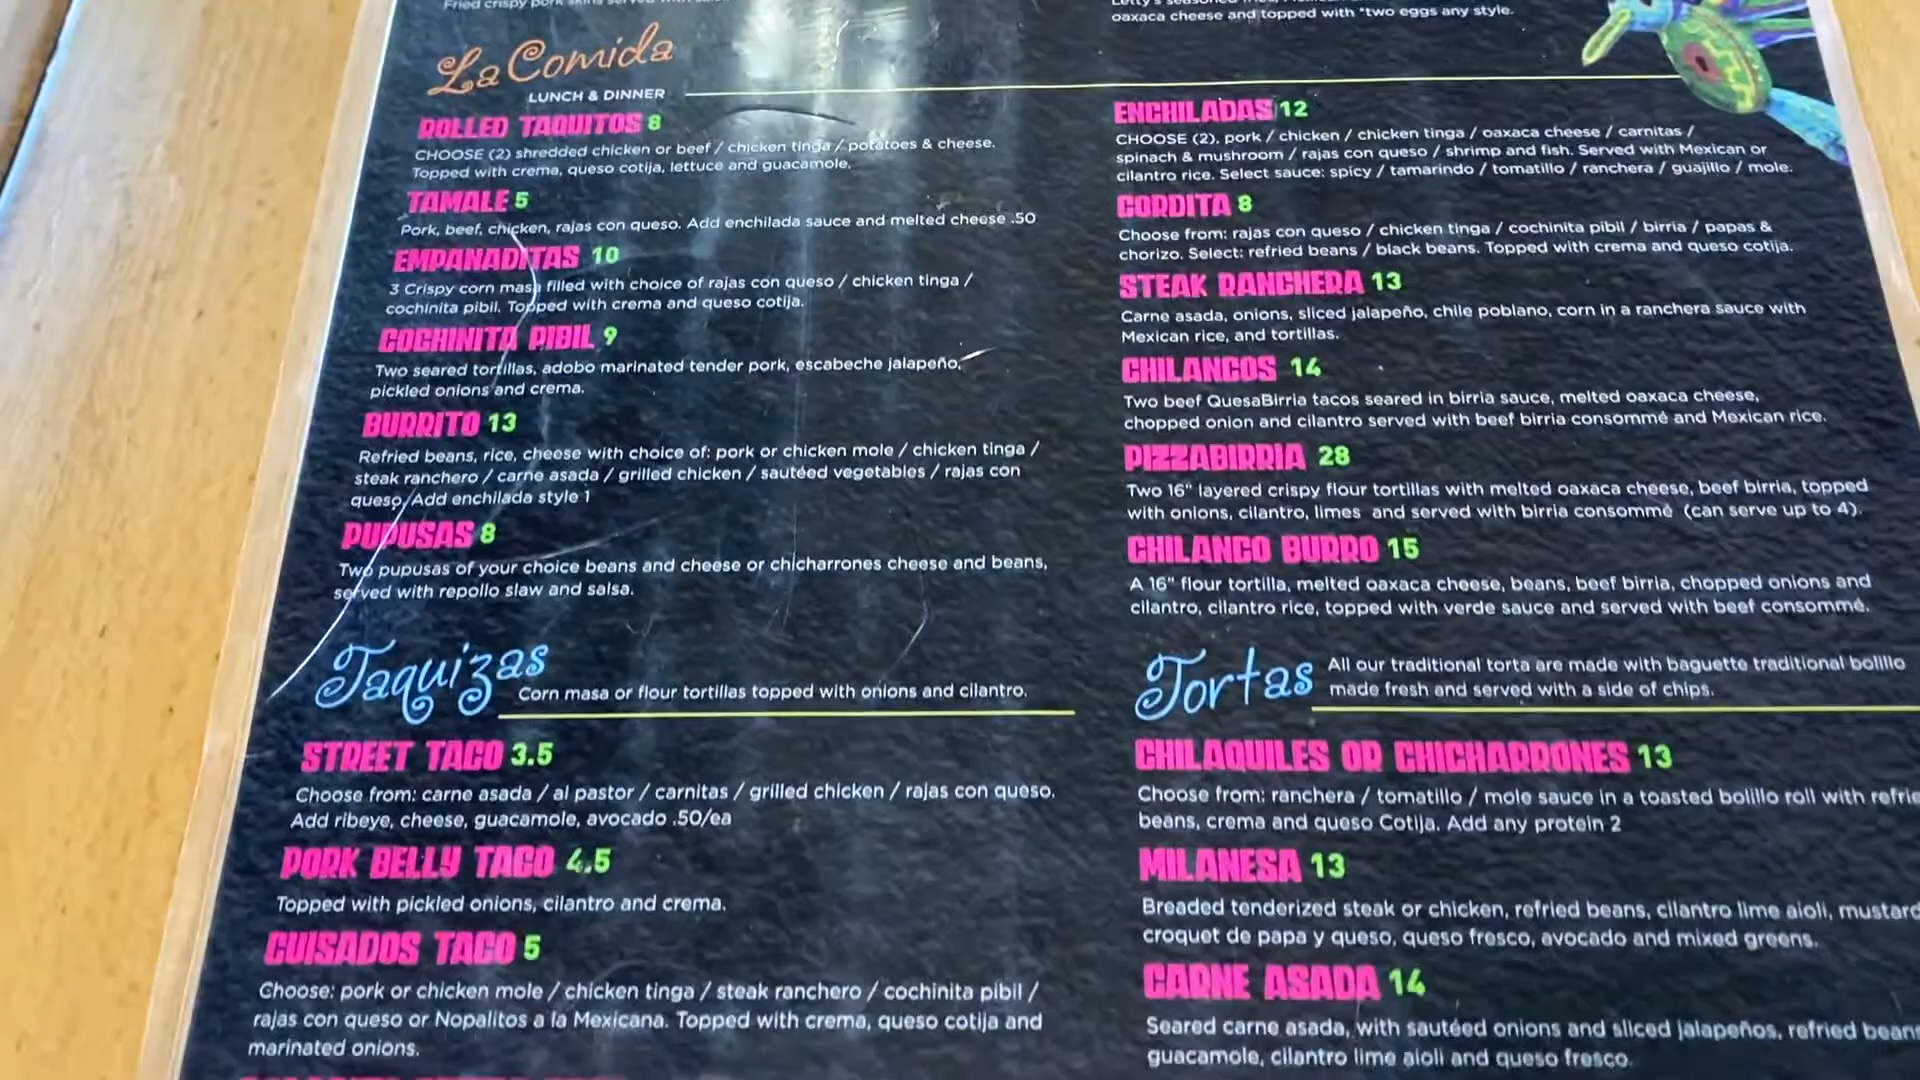 Fried crispy pork skins served with
oaxaca cheese and topped with *two eggs any style.
La Comida
LUNCH & DINNER
ROLLED TAQUITOS 8
CHOOSE (2) shredded chicken or beef / chicken tinga / potatoes & cheese.
Topped with crema, queso cotija, lettuce and guacamole.
TAMALE 5
Pork, beef, chicken, rajas con queso. Add enchilada sauce and melted cheese .50
EMPANADITAS 10
3 Crispy corn masa filled with choice of rajas con queso / chicken tinga /
cochinita pibil. Topped with crema and queso cotija.
COCHINITA PIBIL 9
Two seared tortillas, adobo marinated tender pork, escabeche jalapeño,
pickled onions and crema.
BURRITO 13
Refried beans, rice, cheese with choice of: pork or chicken mole / chicken tinga /
steak ranchero / carne asada / grilled chicken / sautéed vegetables / rajas con
queso/Add enchilada style 1
PUPUSAS 8
Two pupusas of your choice beans and cheese or chicharrones cheese and beans,
served with repollo slaw and salsa.
ENCHILADAS 12
CHOOSE (2), pork / chicken / chicken tinga / oaxaca cheese / carnitas /
spinach & mushroom / rajas con queso / shrimp and fish. Served with Mexican or
cilantro rice. Select sauce: spicy / tamarindo / tomatillo / ranchera / guajillo / mole.
GORDITA 8
Choose from: rajas con queso / chicken tinga / cochinita pibil / birria / papas &
chorizo. Select: refried beans / black beans. Topped with crema and queso cotija.
STEAK RANCHERA 13
Carne asada, onions, sliced jalapeño, chile poblano, corn in a ranchera sauce with
Mexican rice, and tortillas.
CHILANGOS 14
Two beef QuesaBirria tacos seared in birria sauce, melted oaxaca cheese,
chopped onion and cilantro served with beef birria consommé and Mexican rice.
PIZZABIRRIA 28
Two 16" layered crispy flour tortillas with melted oaxaca cheese, beef birria, topped
with onions, cilantro, limes and served with birria consommé (can serve up to 4).
CHILANGO BURRO 15
A 16" flour tortilla, melted oaxaca cheese, beans, beef birria, chopped onions and
cilantro, cilantro rice, topped with verde sauce and served with beef consommé.
Taquizas
Corn masa or flour tortillas topped with onions and cilantro.
STREET TACO 3.5
Choose from: carne asada / al pastor / carnitas / grilled chicken / rajas con queso.
Add ribeye, cheese, guacamole, avocado .50/ea
PORK BELLY TACO 4.5
Topped with pickled onions, cilantro and crema.
GUISADOS TACO 5
Choose: pork or chicken mole / chicken tinga / steak ranchero / cochinita pibil /
rajas con queso or Nopalitos a la Mexicana. Topped with crema, queso cotija and
marinated onions.
Tortas
All our traditional torta are made with baguette traditional bolillo
made fresh and served with a side of chips.
CHILAQUILES OR CHICHARRONES 13
Choose from: ranchera / tomatillo / mole sauce in a toasted bolillo roll with refrie
beans, crema and queso Cotija. Add any protein 2
MILANESA 13
Breaded tenderized steak or chicken, refried beans, cilantro lime aioli, mustard
croquet de papa y queso, queso fresco, avocado and mixed greens.
CARNE ASADA 14
Seared carne asada, with sautéed onions and sliced jalapeños, refried beans
guacamole, cilantro lime aioli and queso fresco.